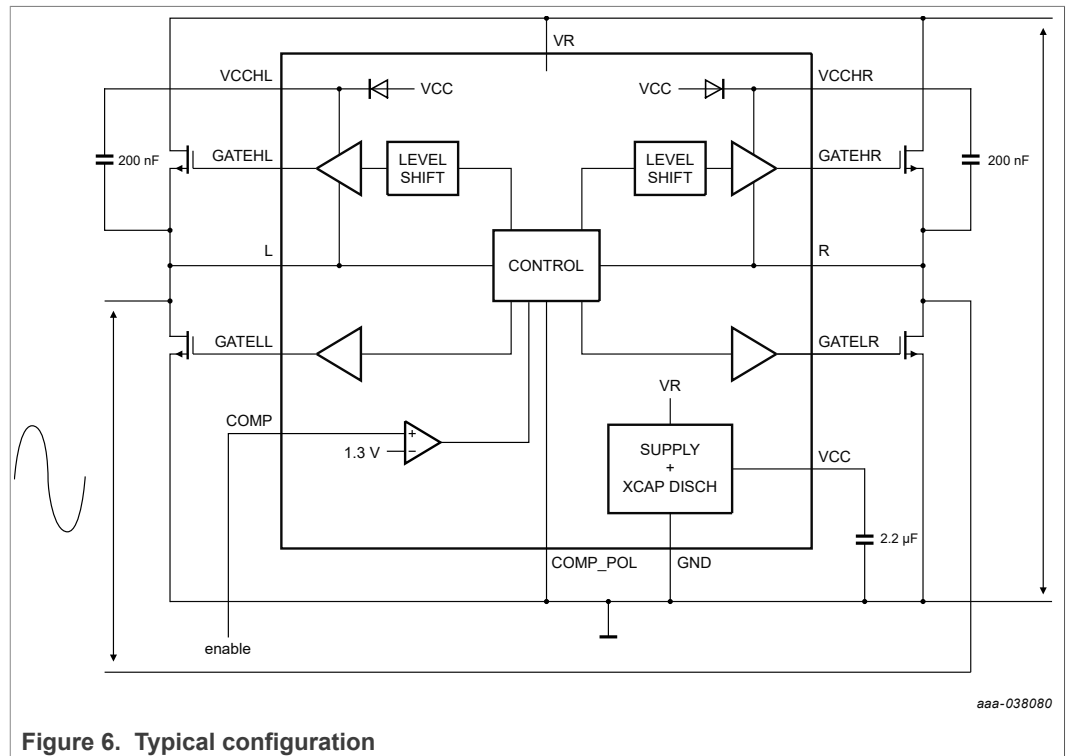 VR
VCCHL
VCCHR
VCC
VCC
GATEHL
GATEHR
200 nF
LEVEL
SHIFT
LEVEL
SHIFT
200 nF
L
R
CONTROL
GATELL
GATELR
VR
COMP
1.3 V
+
−
SUPPLY
+
XCAP DISCH
VCC
2.2 µF
COMP_POL
GND
enable
aaa-038080
Figure 6. Typical configuration